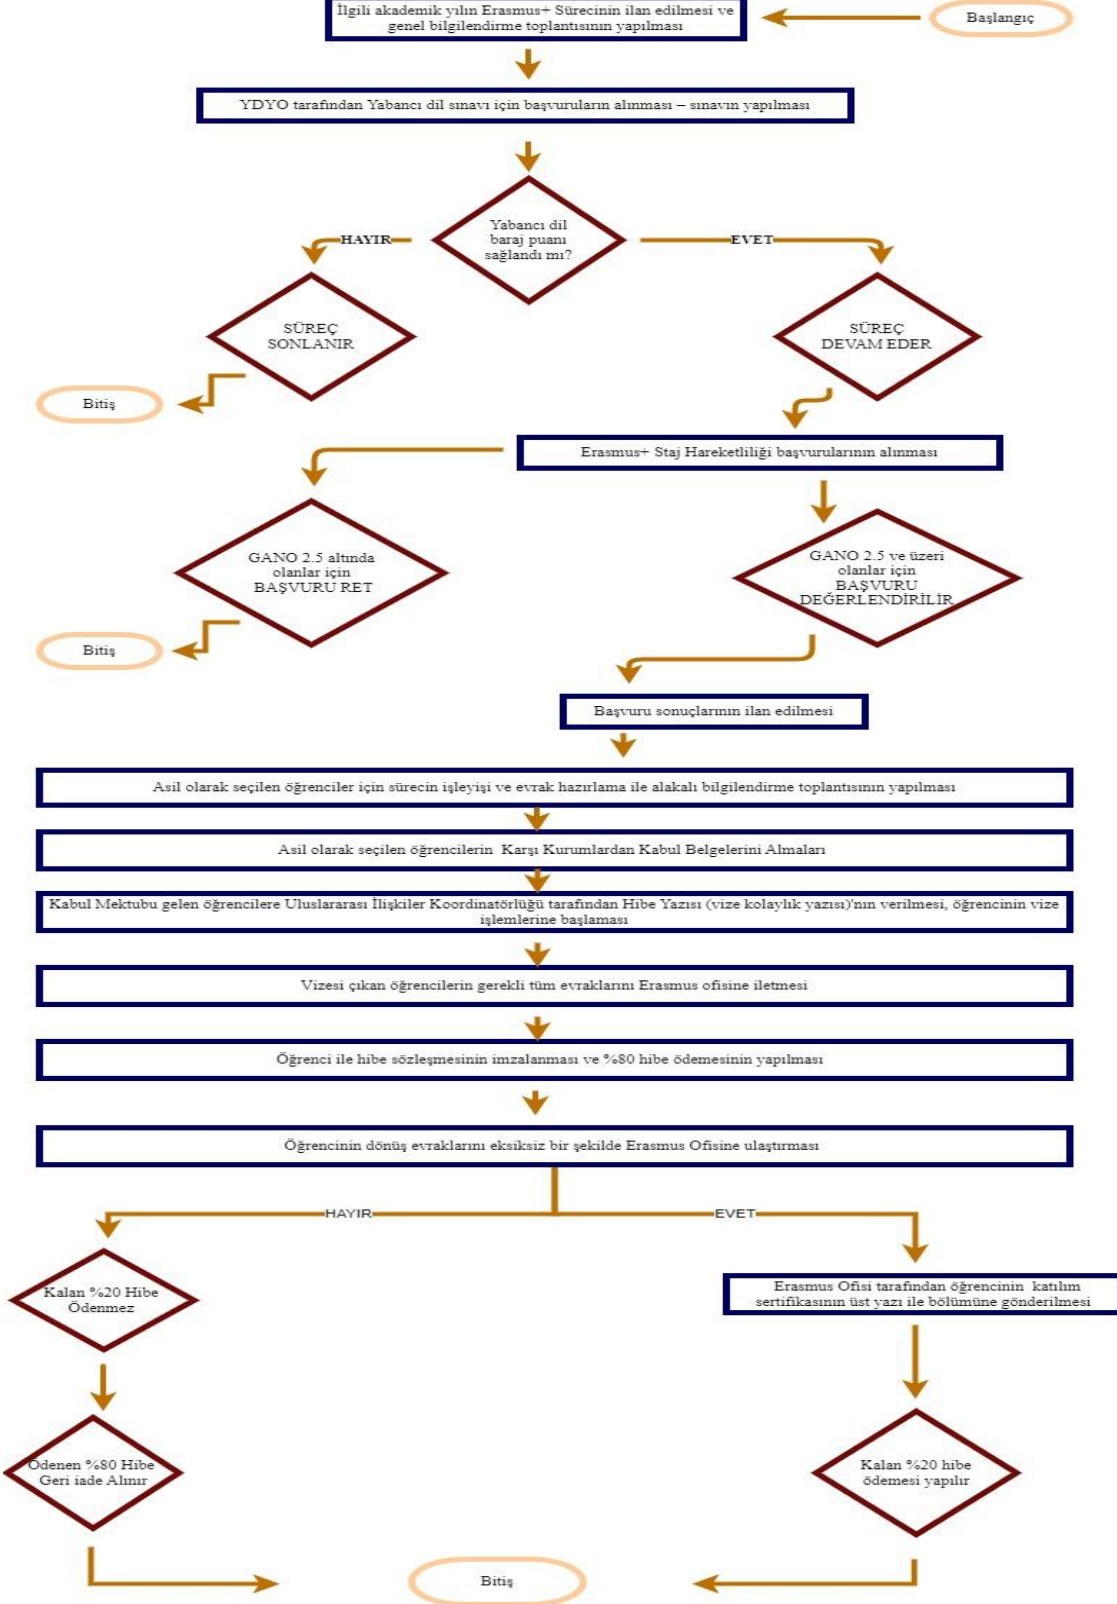 İlgili akademik yılın Erasmus+ Sürecinin ilan edilmesi ve
genel bilgilendirme toplantısının yapılması
Başlangıç
YDYO tarafından Yabancı dil sınavı için başvuruların alınması – sınavın yapılması
Yabancı dil
baraj puanı
sağlandı mı?
HAYIR
EVET
SÜREÇ
SONLANIR
SÜREÇ
DEVAM EDER
Bitiş
Erasmus+ Staj Hareketliliği başvurularının alınması
GANO 2.5 altında
olanlar için
BAŞVURU RET
GANO 2.5 ve üzeri
olanlar için
BAŞVURU
DEĞERLENDİRİLİR
Bitiş
Başvuru sonuçlarının ilan edilmesi
Asil olarak seçilen öğrenciler için sürecin işleyişi ve evrak hazırlama ile alakalı bilgilendirme toplantısının yapılması
Asil olarak seçilen öğrencilerin Karşı Kurumlardan Kabul Belgelerini Almaları
Kabul Mektubu gelen öğrencilere Uluslararası İlişkiler Koordinatörlüğü tarafından Hibe Yazısı (vize kolaylık yazısı)'nın verilmesi, öğrencinin vize
işlemlerine başlaması
Vizesi çıkan öğrencilerin gerekli tüm evraklarını Erasmus ofisine iletmesi
Öğrenci ile hibe sözleşmesinin imzalanması ve %80 hibe ödemesinin yapılması
Öğrencinin dönüş evraklarını eksiksiz bir şekilde Erasmus Ofisine ulaştırması
HAYIR
EVET
Kalan %20 Hibe
Ödenmez
Erasmus Ofisi tarafından öğrencinin katılım
sertifikasının üst yazı ile bölümüne gönderilmesi
Ödenen %80 Hibe
Geri iade Alınır
Kalan %20 hibe
ödemesi yapılır
Bitiş